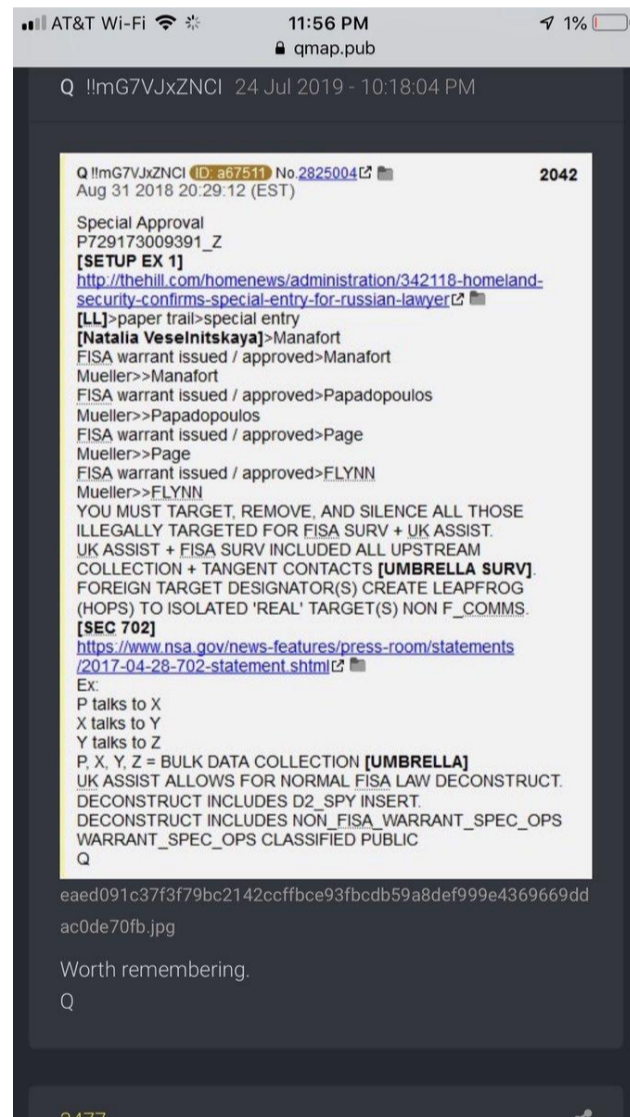 AT&T Wi-Fi 11:56 PM 1%
qmap.pub
Q !!mG7VJxZNCI 24 Jul 2019 - 10:18:04 PM
Q !!mG7VJxZNCI ID: a67511 No.2825004 2042
Aug 31 2018 20:29:12 (EST)
Special Approval
P729173009391_Z
[SETUP EX 1]
http://thehill.com/homenews/administration/342118-homeland-
security-confirms-special-entry-for-russian-lawyer
[LL]>paper trail>special entry
[Natalia Veselnitskaya]>Manafort
FISA warrant issued / approved>Manafort
Mueller>>Manafort
FISA warrant issued / approved>Papadopoulos
Mueller>>Papadopoulos
FISA warrant issued / approved>Page
Mueller>>Page
FISA warrant issued / approved>FLYNN
Mueller>>FLYNN
YOU MUST TARGET, REMOVE, AND SILENCE ALL THOSE
ILLEGALLY TARGETED FOR FISA SURV + UK ASSIST.
UK ASSIST + FISA SURV INCLUDED ALL UPSTREAM
COLLECTION + TANGENT CONTACTS [UMBRELLA SURV].
FOREIGN TARGET DESIGNATOR(S) CREATE LEAPFROG
(HOPS) TO ISOLATED 'REAL' TARGET(S) NON F_COMMS.
[SEC 702]
https://www.nsa.gov/news-features/press-room/statements
/2017-04-28-702-statement.shtml
Ex:
P talks to X
X talks to Y
Y talks to Z
P, X, Y, Z = BULK DATA COLLECTION [UMBRELLA]
UK ASSIST ALLOWS FOR NORMAL FISA LAW DECONSTRUCT.
DECONSTRUCT INCLUDES D2_SPY INSERT.
DECONSTRUCT INCLUDES NON_FISA_WARRANT_SPEC_OPS
WARRANT_SPEC_OPS CLASSIFIED PUBLIC
Q
eaed091c37f3f79bc2142ccffbce93fbcdb59a8def999e4369669dd
ac0de70fb.jpg
Worth remembering.
Q